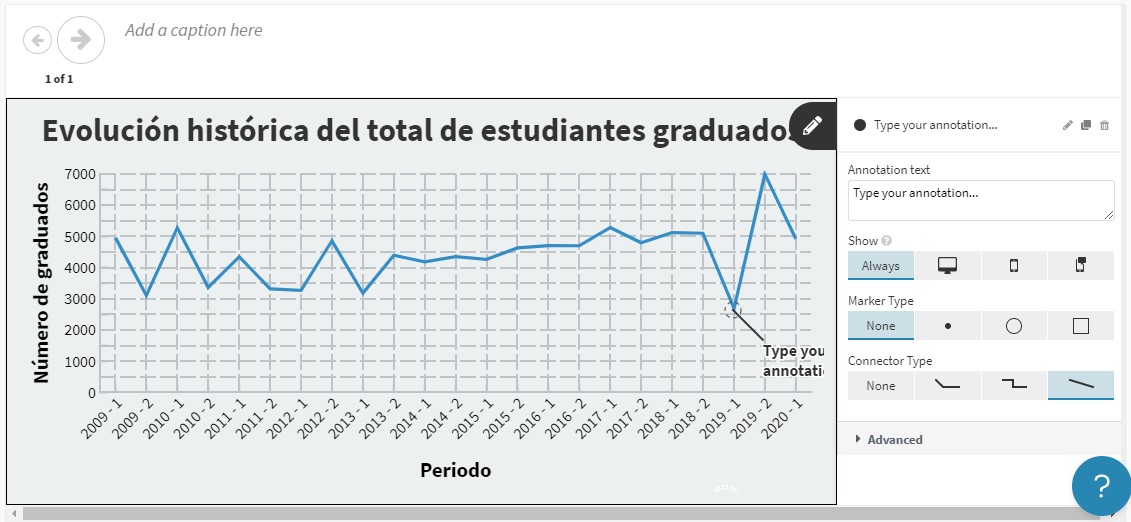 Add a caption here
1 of 1
Evolución histórica del total de estudiantes graduados
Número de graduados
7000
6000
5000
4000
3000
2000
1000
0
2009 - 1
2009 - 2
2010 - 1
2010 - 2
2011 - 1
2011 - 2
2012 - 1
2012 - 2
2013 - 1
2013 - 2
2014 - 1
2014 - 2
2015 - 1
2015 - 2
2016 - 1
2016 - 2
2017 - 1
2017 - 2
2018 - 1
2018 - 2
2019 - 1
2019 - 2
2020 - 1
Periodo
Type you
annotati
Type your annotation...
Annotation text
Type your annotation...
Show ?
Always
Marker Type
None
Connector Type
None
Advanced
?